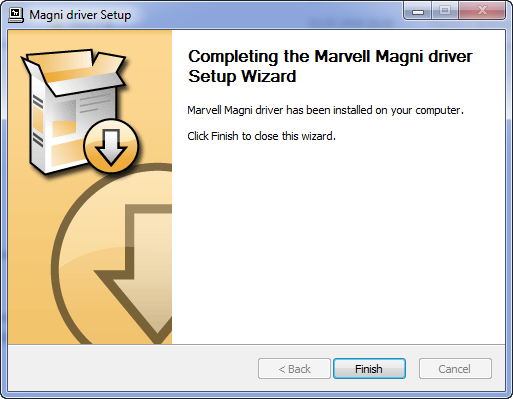 Magni driver Setup
Completing the Marvell Magni driver
Setup Wizard
Marvell Magni driver has been installed on your computer.
Click Finish to close this wizard.
< Back
Finish
Cancel